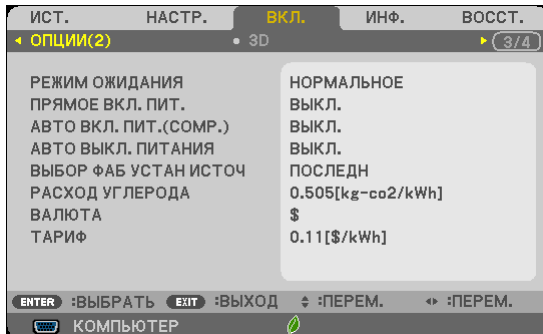 ИСТ. НАСТР. ВКЛ. ИНФ. ВОССТ.
ОПЦИИ(2) • 3D 3/4
РЕЖИМ ОЖИДАНИЯ НОРМАЛЬНОЕ
ПРЯМОЕ ВКЛ. ПИТ. ВЫКЛ.
АВТО ВКЛ. ПИТ.(COMP.) ВЫКЛ.
АВТО ВЫКЛ. ПИТАНИЯ ВЫКЛ.
ВЫБОР ФАБ УСТАН ИСТОЧ ПОСЛЕДН
РАСХОД УГЛЕРОДА 0.505[kg-co2/kWh]
ВАЛЮТА $
ТАРИФ 0.11[$/kWh]
ENTER :ВЫБРАТЬ EXIT :ВЫХОД :ПЕРЕМ. :ПЕРЕМ.
КОМПЬЮТЕР